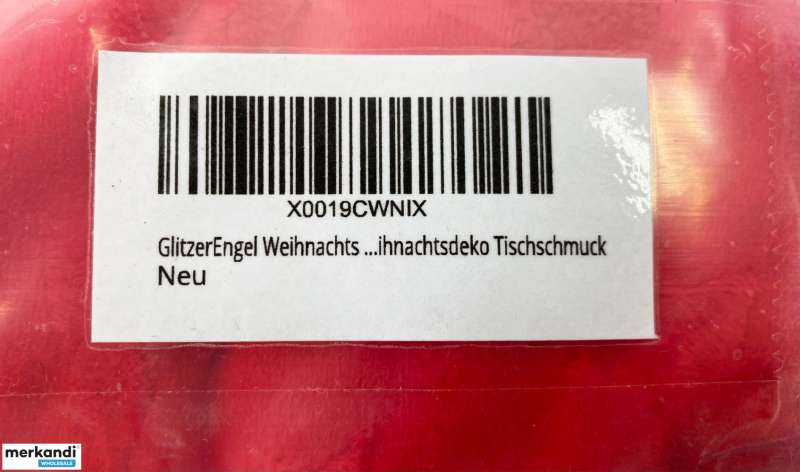 X0019CWNIX
GlitzerEngel Weihnachts ...ihnachtsdeko Tischschmuck
Neu
merkandi
WHOLESALE